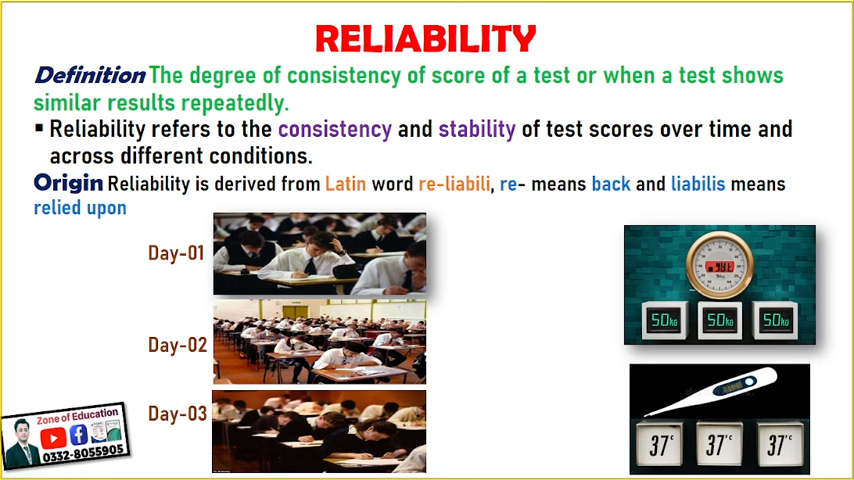 RELIABILITY
Definition The degree of consistency of score of a test or when a test shows
similar results repeatedly.
▪ Reliability refers to the consistency and stability of test scores over time and
across different conditions.
Origin Reliability is derived from Latin word re-liabili, re- means back and liabilis means
relied upon
Day-01
Day-02
Day-03
50kg 50kg 50kg
37°C 37°C 37°C
Zone of Education
0332-8055905